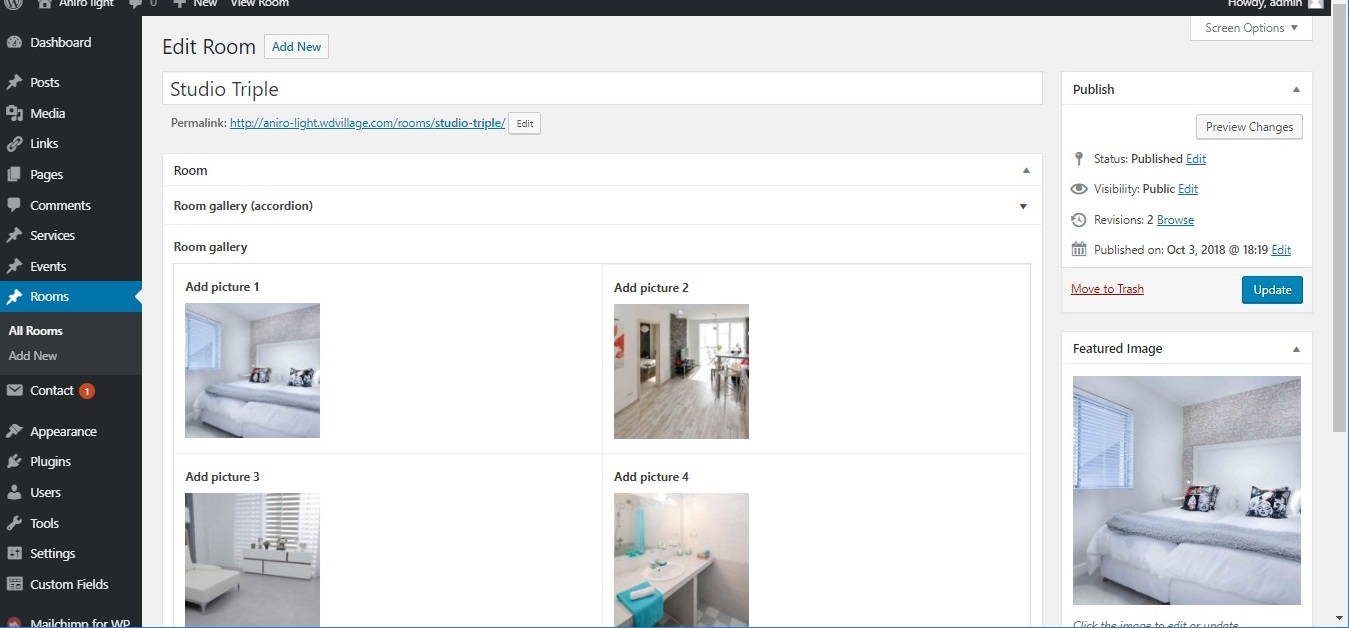 Aniro light 0 New View Room Howdy, admin
Screen Options
Dashboard
Posts
Media
Links
Pages
Comments
Services
Events
Rooms
All Rooms
Add New
Contact 1
Appearance
Plugins
Users
Tools
Settings
Custom Fields
Mailchimp for WP
Edit Room Add New
Studio Triple
Permalink: http://aniro-light.wdvillage.com/rooms/studio-triple/ Edit
Room
Room gallery (accordion)
Room gallery
Add picture 1 Add picture 2
Add picture 3 Add picture 4
Publish
Preview Changes
Status: Published Edit
Visibility: Public Edit
Revisions: 2 Browse
Published on: Oct 3, 2018 @ 18:19 Edit
Move to Trash Update
Featured Image
Click the image to edit or update